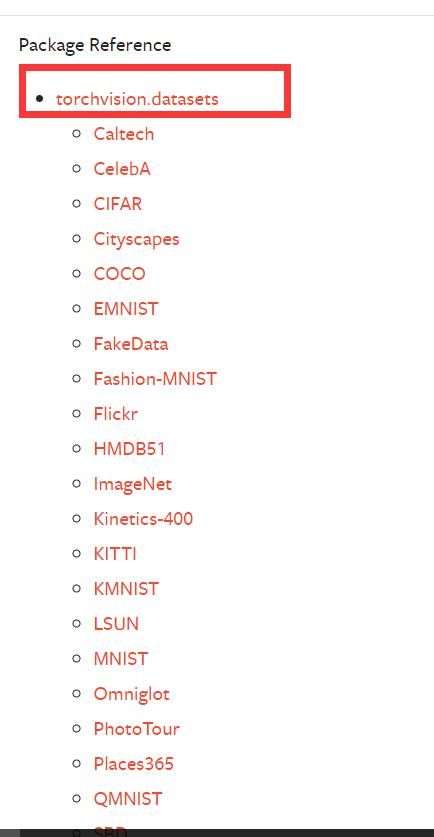 Package Reference
torchvision.datasets
Caltech
CelebA
CIFAR
Cityscapes
COCO
EMNIST
FakeData
Fashion-MNIST
Flickr
HMDB51
ImageNet
Kinetics-400
KITTI
KMNIST
LSUN
MNIST
Omniglot
PhotoTour
Places365
QMNIST
SBD